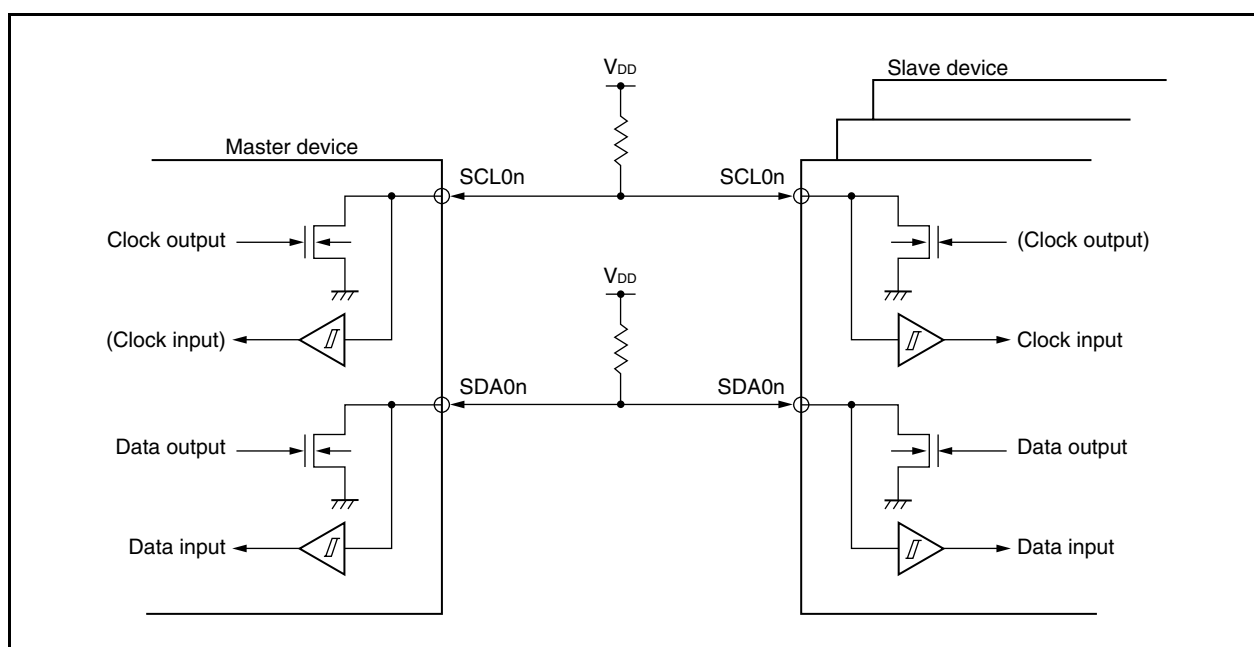 VDD
Slave device
Master device
SCL0n
SCL0n
Clock output
(Clock output)
VDD
(Clock input)
Clock input
SDA0n
SDA0n
Data output
Data output
Data input
Data input